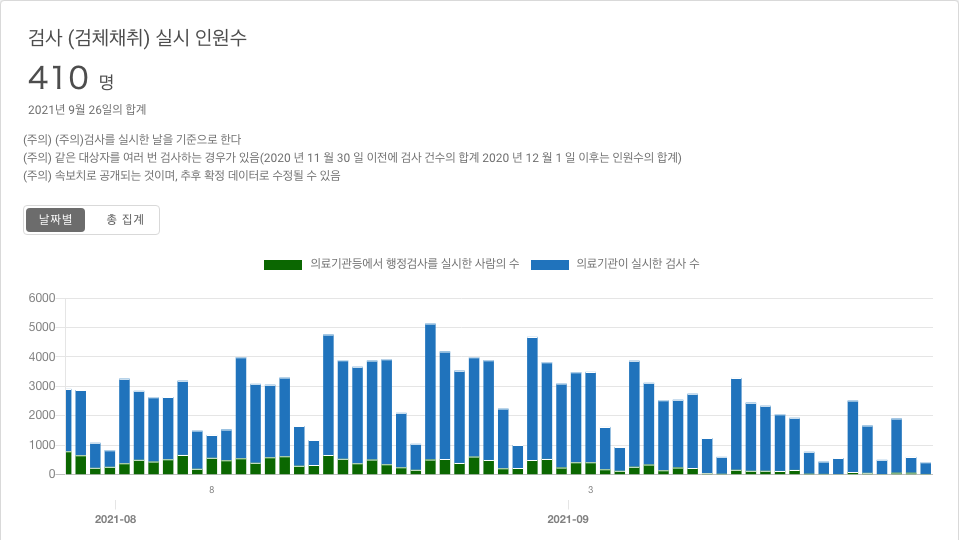 검사 (검체채취) 실시 인원수
410 명
2021년 9월 26일의 합계
(주의) (주의)검사를 실시한 날을 기준으로 한다
(주의) 같은 대상자를 여러 번 검사하는 경우가 있음(2020 년 11 월 30 일 이전에 검사 건수의 합계 2020 년 12 월 1 일 이후는 인원수의 합계)
(주의) 속보치로 공개되는 것이며, 추후 확정 데이터로 수정될 수 있음
날짜별 총 집계
의료기관등에서 행정검사를 실시한 사람의 수 의료기관이 실시한 검사 수
6000
5000
4000
3000
2000
1000
0
8 3
2021-08 2021-09